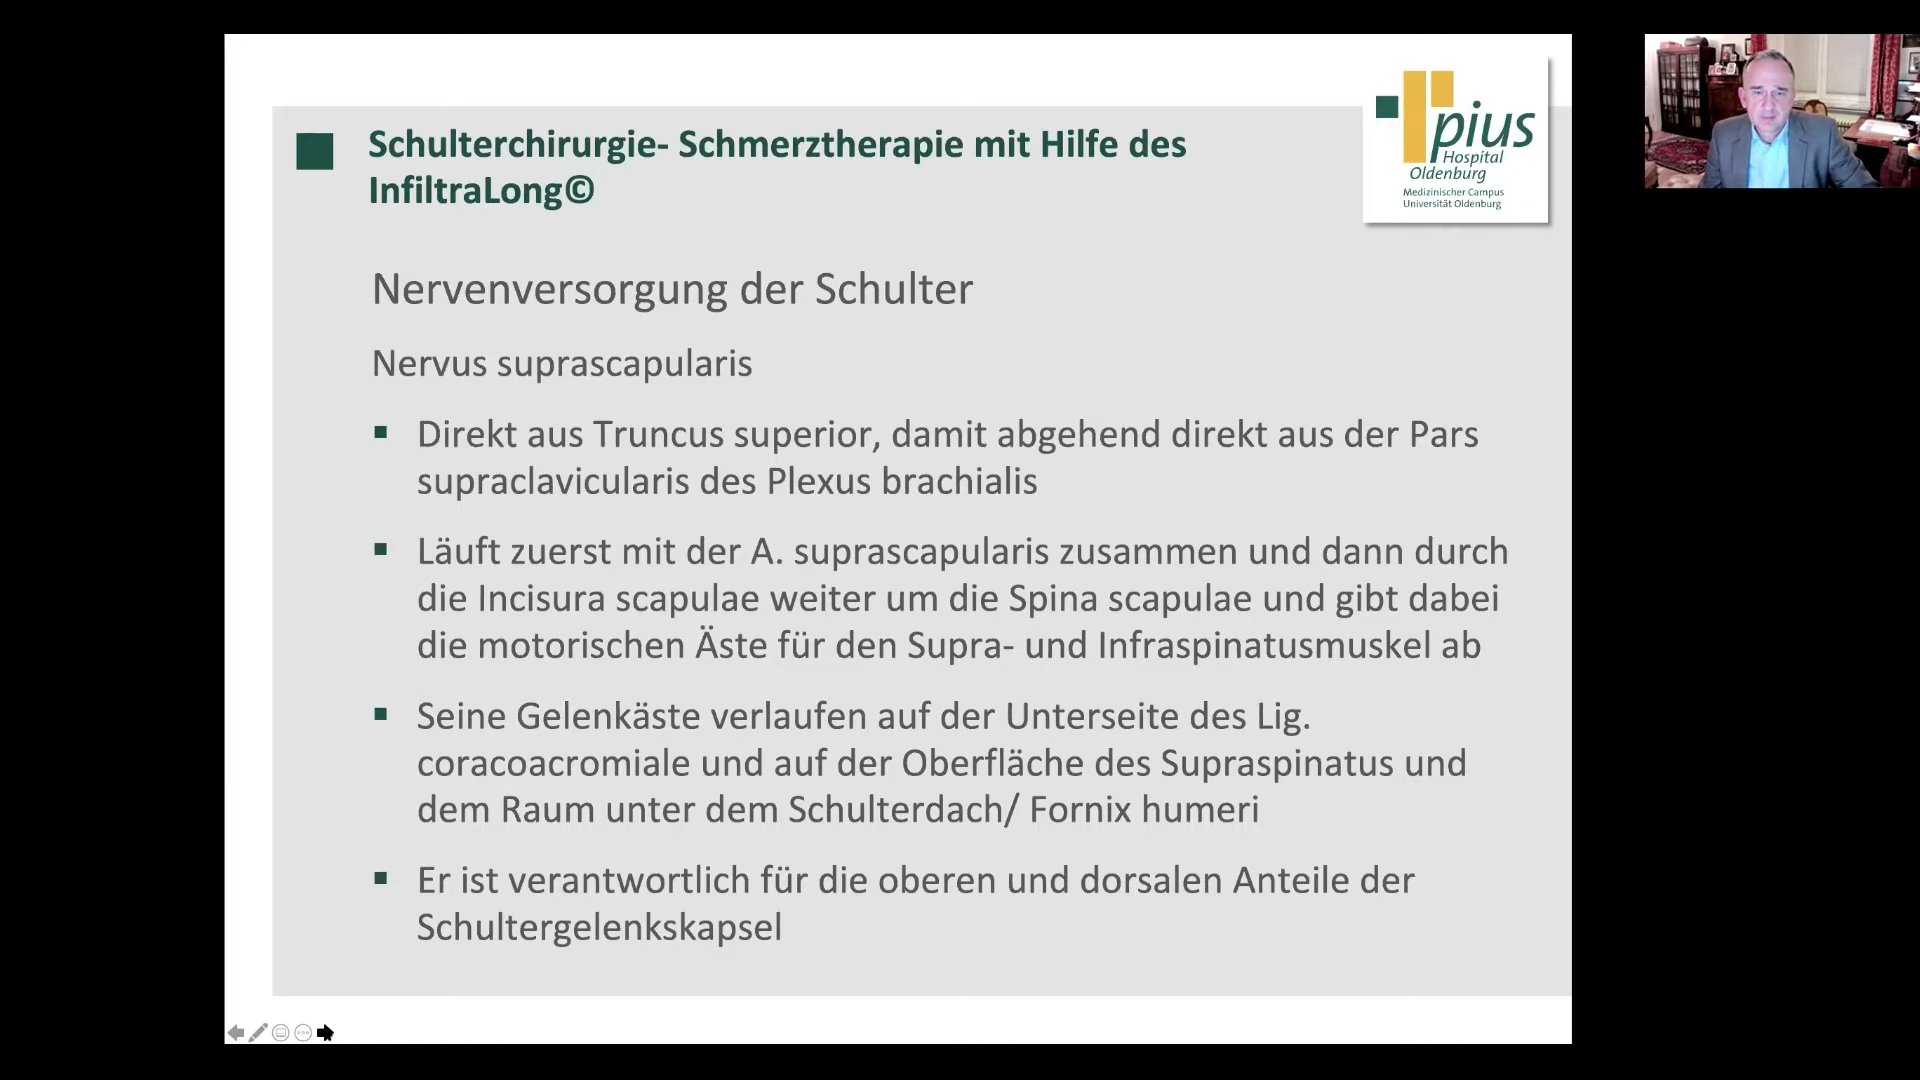 Schulterchirurgie- Schmerztherapie mit Hilfe des
InfiltraLong©
pius
Hospital
Oldenburg
Medizinischer Campus
Universität Oldenburg
Nervenversorgung der Schulter
Nervus suprascapularis
▪ Direkt aus Truncus superior, damit abgehend direkt aus der Pars
supraclavicularis des Plexus brachialis
▪ Läuft zuerst mit der A. suprascapularis zusammen und dann durch
die Incisura scapulae weiter um die Spina scapulae und gibt dabei
die motorischen Äste für den Supra- und Infraspinatusmuskel ab
▪ Seine Gelenkäste verlaufen auf der Unterseite des Lig.
coracoacromiale und auf der Oberfläche des Supraspinatus und
dem Raum unter dem Schulterdach/ Fornix humeri
▪ Er ist verantwortlich für die oberen und dorsalen Anteile der
Schultergelenkskapsel